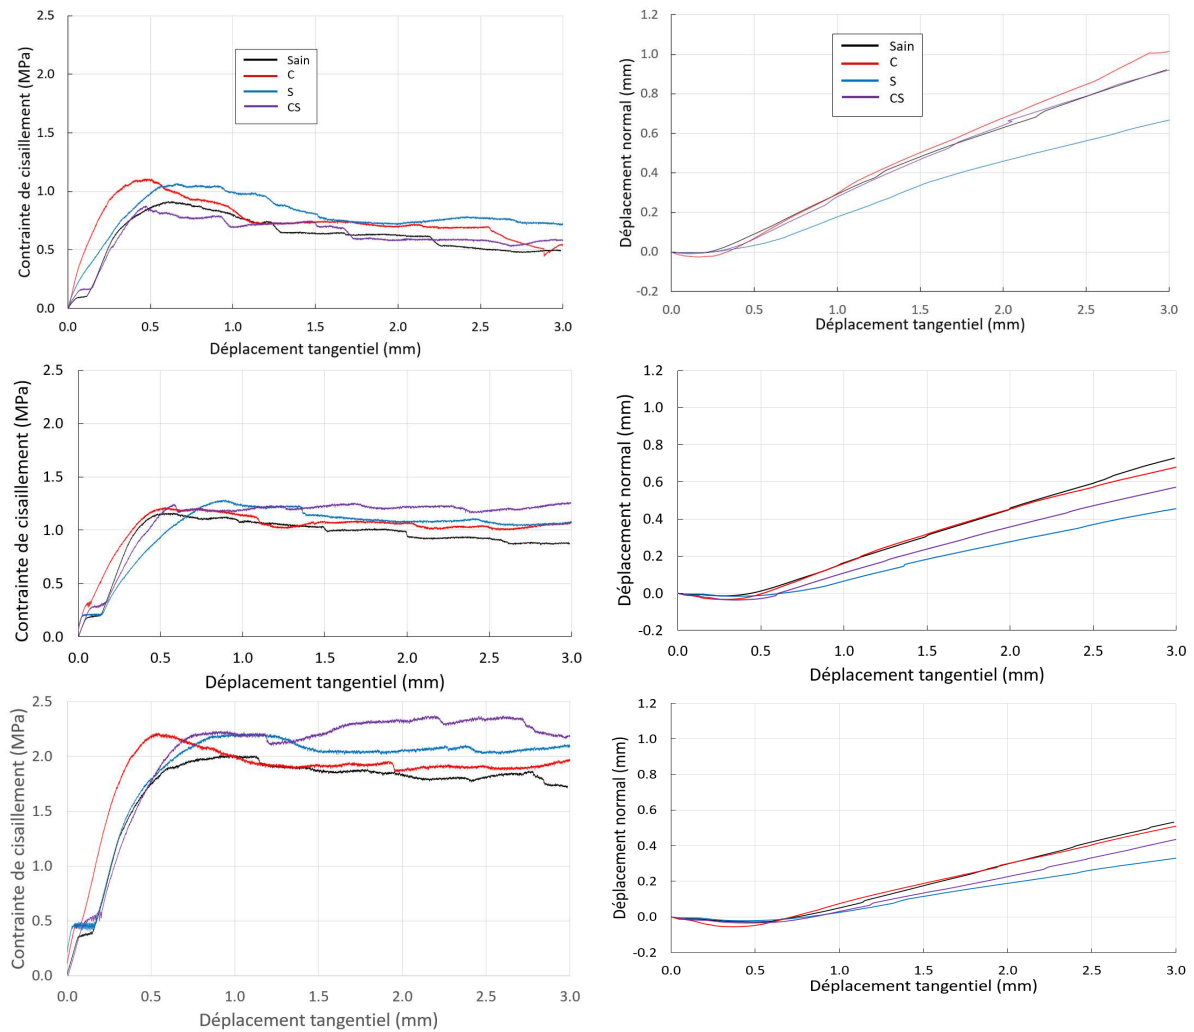 Contrainte de cisaillement (MPa)
2.5
2.0
1.5
1.0
0.5
0.0
Sain
C
S
CS
0.0 0.5 1.0 1.5 2.0 2.5 3.0
Déplacement tangentiel (mm)
Déplacement normal (mm)
1.2
1.0
0.8
0.6
0.4
0.2
0.0
-0.2
Sain
C
S
CS
0.0 0.5 1.0 1.5 2.0 2.5 3.0
Déplacement tangentiel (mm)
Contrainte de cisaillement (MPa)
2.5
2.0
1.5
1.0
0.5
0.0
0.0 0.5 1.0 1.5 2.0 2.5 3.0
Déplacement tangentiel (mm)
Déplacement normal (mm)
1.2
1.0
0.8
0.6
0.4
0.2
0.0
-0.2
0.0 0.5 1.0 1.5 2.0 2.5 3.0
Déplacement tangentiel (mm)
Contrainte de cisaillement (MPa)
2.5
2.0
1.5
1.0
0.5
0.0
0.0 0.5 1.0 1.5 2.0 2.5 3.0
Déplacement tangentiel (mm)
Déplacement normal (mm)
1.2
1.0
0.8
0.6
0.4
0.2
0.0
-0.2
0.0 0.5 1.0 1.5 2.0 2.5 3.0
Déplacement tangentiel (mm)